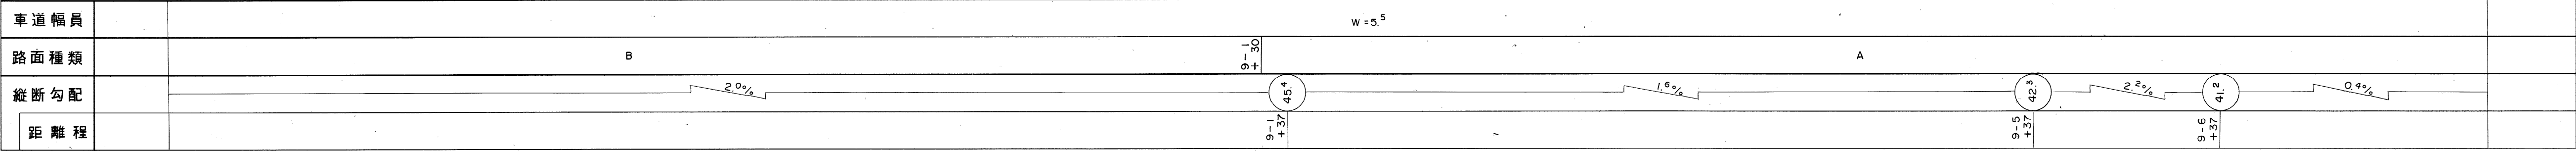 車道幅員
W = 5.⁵
路面種類
B
9-1
+30
A
縦断勾配
2.⁰%
45.⁴
1.⁶%
42.³
2.²%
41.²
0.⁴%
距離程
9-1
+37
9-5
+37
9-6
+37